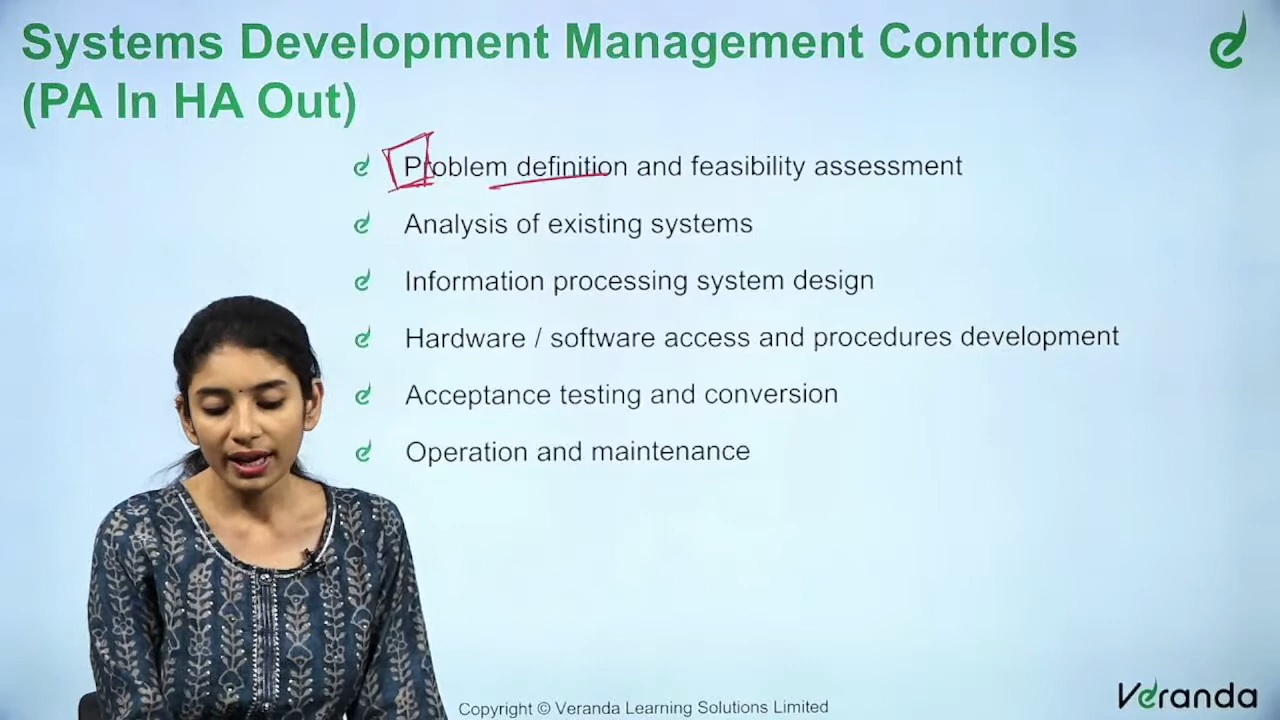 Systems Development Management Controls
(PA In HA Out)
Problem definition and feasibility assessment
Analysis of existing systems
Information processing system design
Hardware / software access and procedures development
Acceptance testing and conversion
Operation and maintenance
Copyright © Veranda Learning Solutions Limited
Veranda